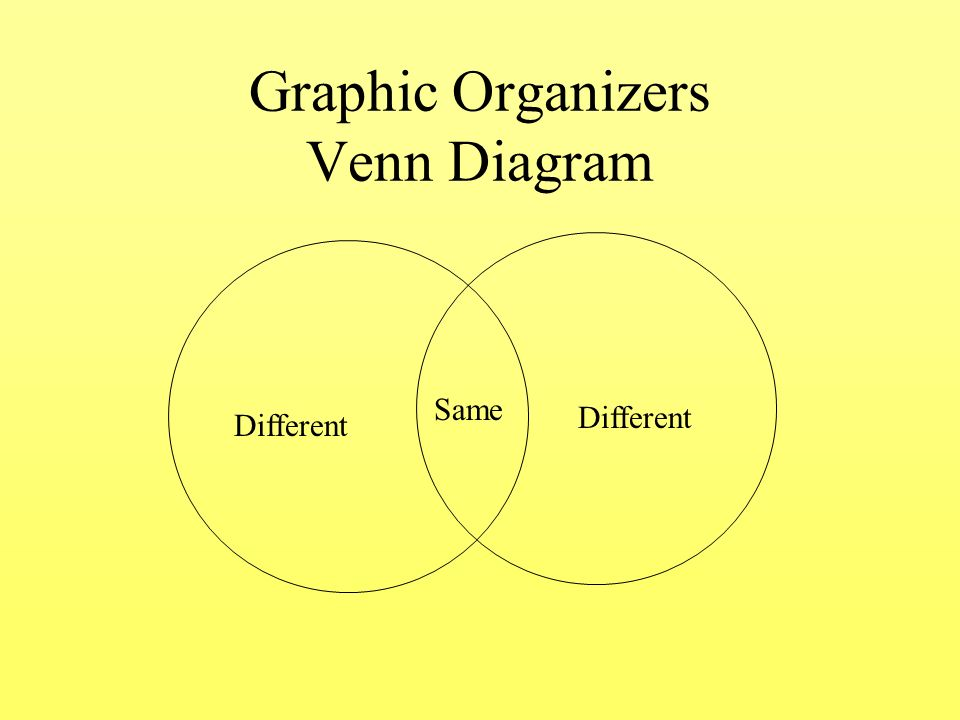 Graphic Organizers
Venn Diagram
Different
Same
Different